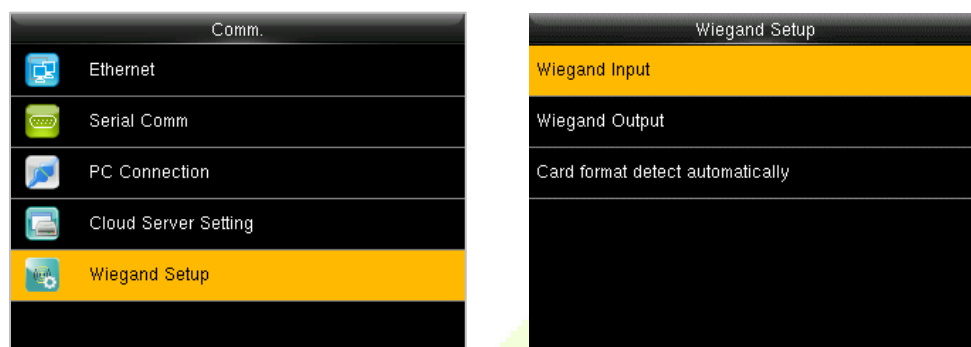 Comm.
Ethernet
Serial Comm
PC Connection
Cloud Server Setting
Wiegand Setup
Wiegand Setup
Wiegand Input
Wiegand Output
Card format detect automatically